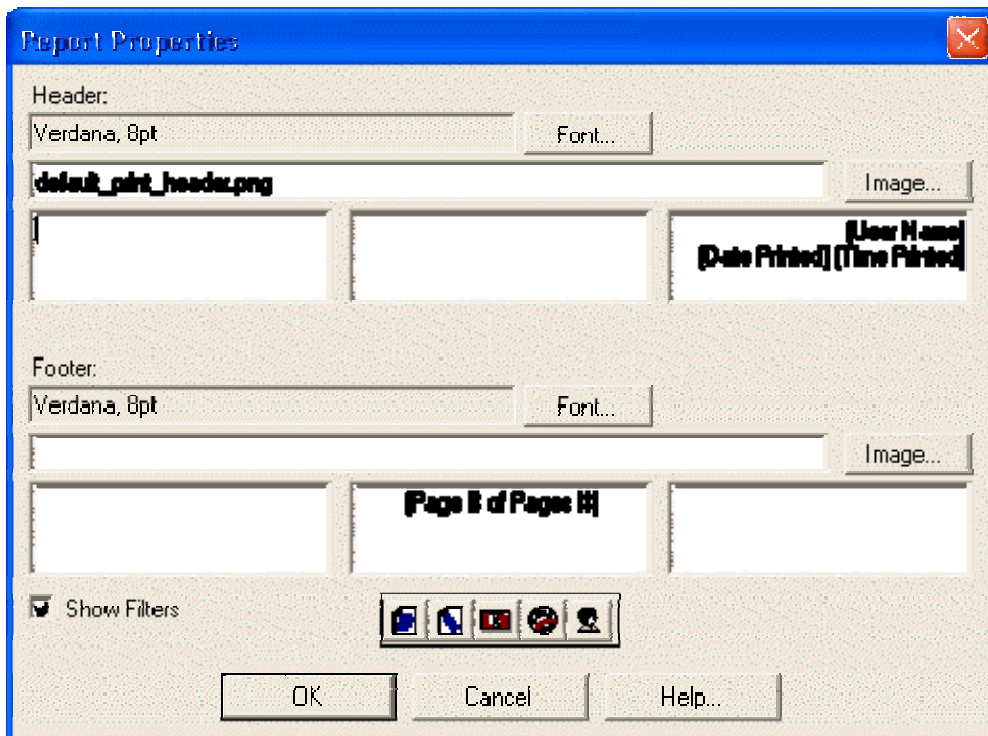 Report Properties
Header:
Verdana, 8pt
Font...
default_print_header.png
Image...
[User Name]
[Date Printed] [Time Printed]
Footer:
Verdana, 8pt
Font...
Image...
[Page # of Pages #]
Show Filters
OK
Cancel
Help...